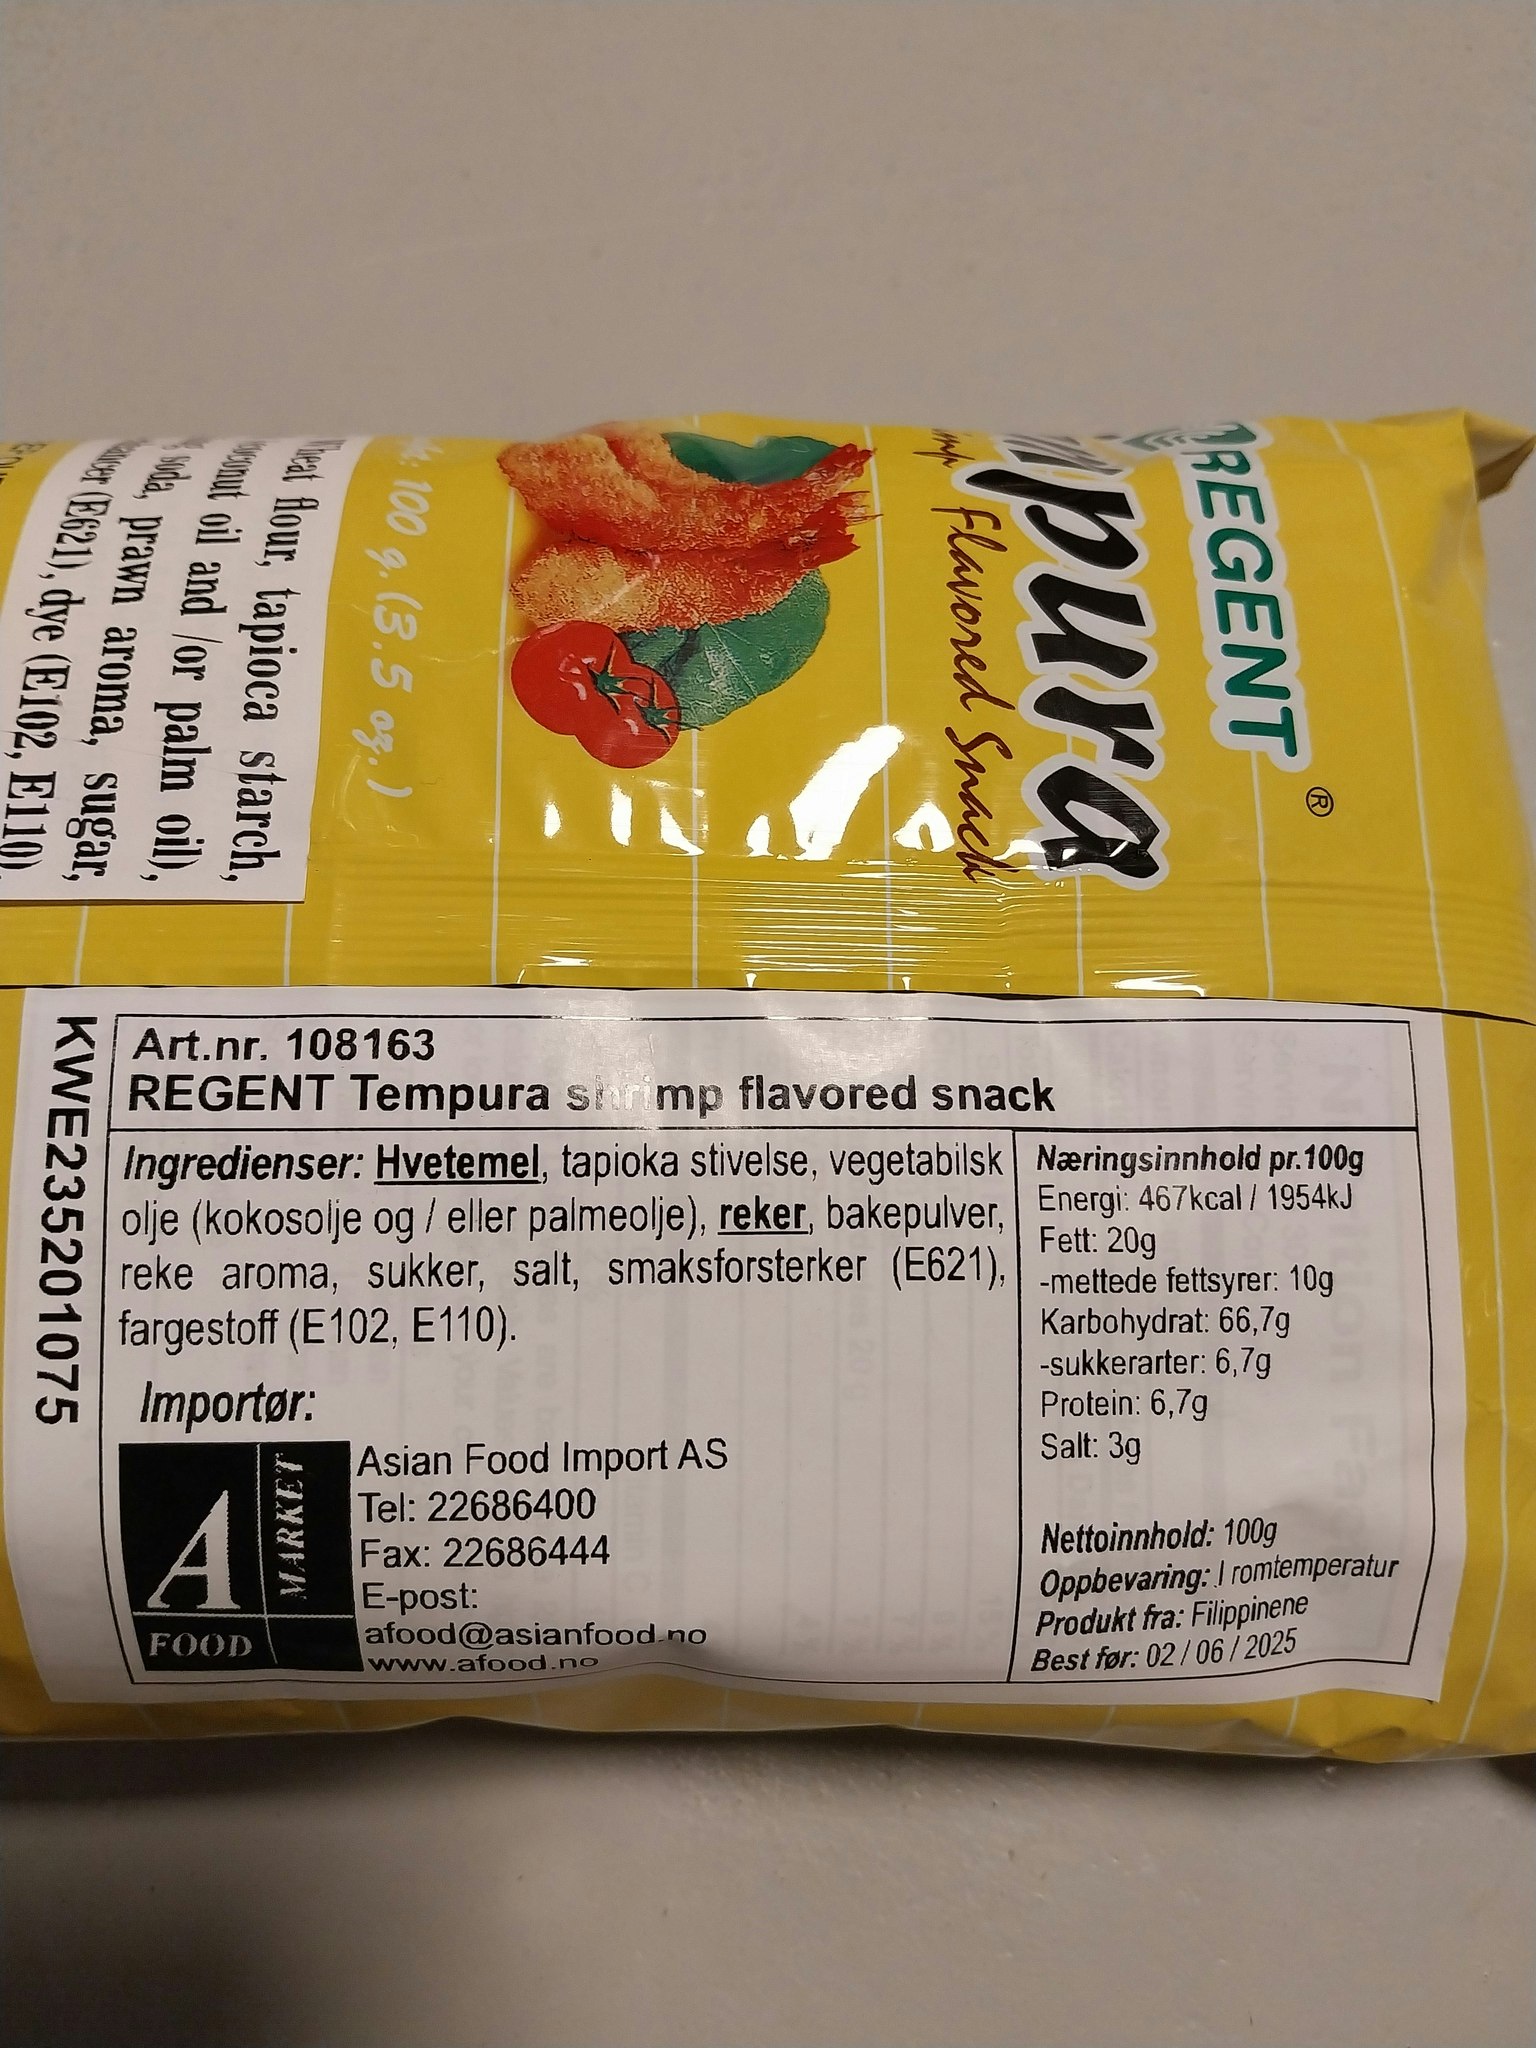 REGENT
®
pura
Flavored Snack
100 g. (3.5 oz.)
flour, tapioca starch,
oil and /or palm oil),
soda, prawn aroma, sugar,
(E621), dye (E102, E110)
KWE235201075
Art.nr. 108163
REGENT Tempura shrimp flavored snack
Ingredienser: Hvetemel, tapioka stivelse, vegetabilsk
olje (kokosolje og / eller palmeolje), reker, bakepulver,
reke aroma, sukker, salt, smaksforsterker (E621),
fargestoff (E102, E110).
Importør:
A
MARKET
FOOD
Asian Food Import AS
Tel: 22686400
Fax: 22686444
E-post:
afood@asianfood.no
www.afood.no
Næringsinnhold pr.100g
Energi: 467kcal / 1954kJ
Fett: 20g
-mettede fettsyrer: 10g
Karbohydrat: 66,7g
-sukkerarter: 6,7g
Protein: 6,7g
Salt: 3g
Nettoinnhold: 100g
Oppbevaring: I romtemperatur
Produkt fra: Filippinene
Best før: 02 / 06 / 2025